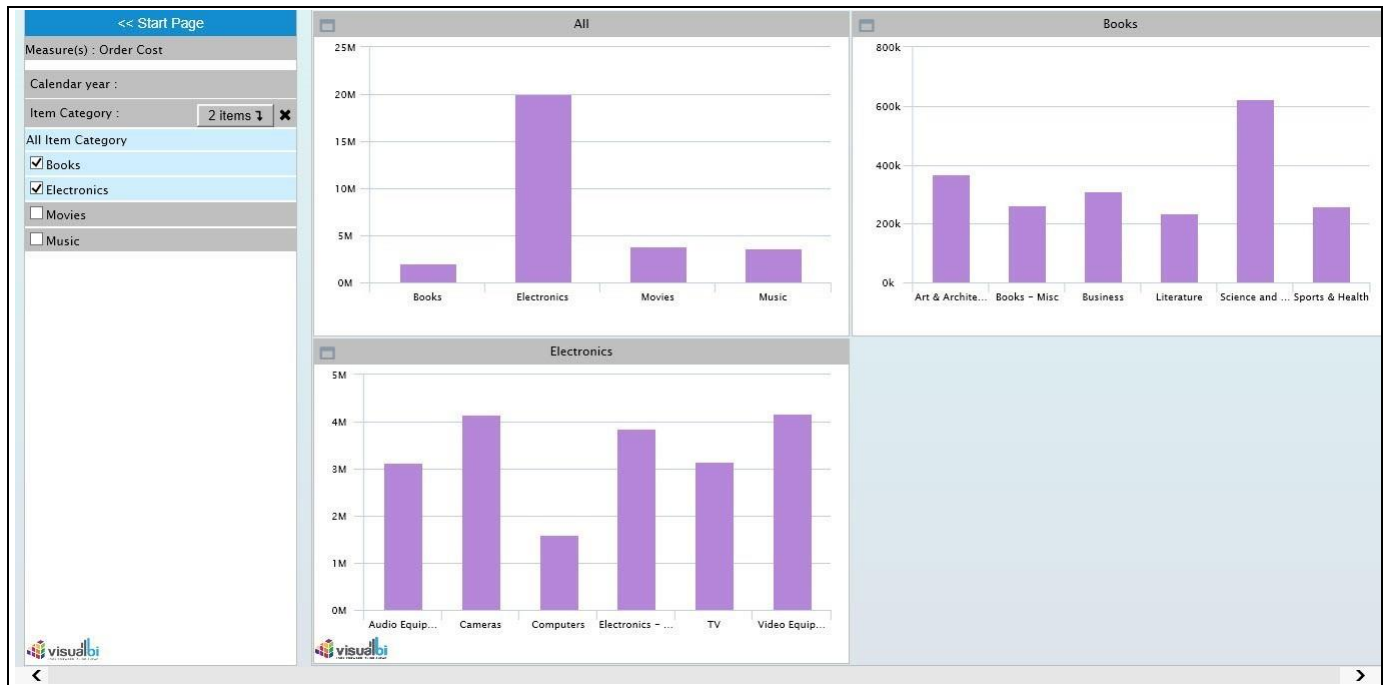 << Start Page
Measure(s) : Order Cost
Calendar year :
Item Category :
2 items
All Item Category
Books
Electronics
Movies
Music
visualbi
All
25M
20M
15M
10M
5M
0M
Books Electronics Movies Music
Books
800k
600k
400k
200k
0k
Art & Archite... Books - Misc Business Literature Science and ... Sports & Health
Electronics
5M
4M
3M
2M
1M
0M
Audio Equip... Cameras Computers Electronics - ... TV Video Equip...
visualbi